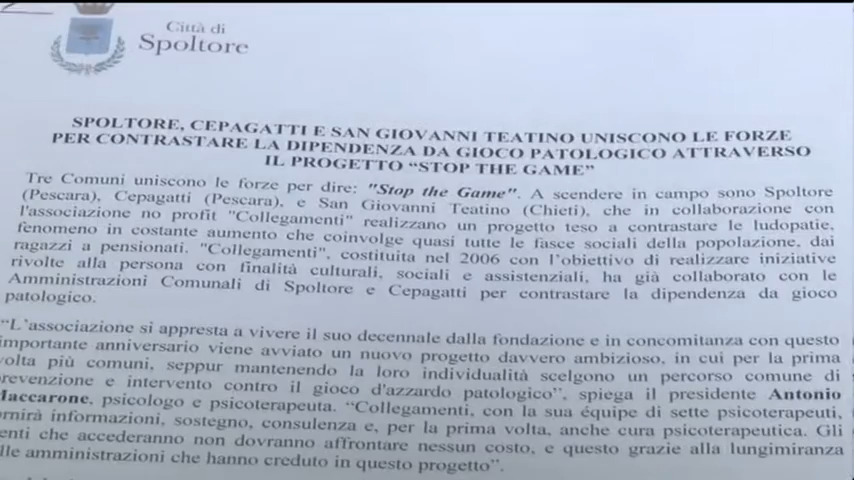 Città di
Spoltore
SPOLTORE, CEPAGATTI E SAN GIOVANNI TEATINO UNISCONO LE FORZE
PER CONTRASTARE LA DIPENDENZA DA GIOCO PATOLOGICO ATTRAVERSO
IL PROGETTO “STOP THE GAME”
Tre Comuni uniscono le forze per dire: "Stop the Game". A scendere in campo sono Spoltore
(Pescara), Cepagatti (Pescara), e San Giovanni Teatino (Chieti), che in collaborazione con
l'associazione no profit "Collegamenti" realizzano un progetto teso a contrastare le ludopatie,
fenomeno in costante aumento che coinvolge quasi tutte le fasce sociali della popolazione, dai
ragazzi a pensionati. "Collegamenti", costituita nel 2006 con l'obiettivo di realizzare iniziative
rivolte alla persona con finalità culturali, sociali e assistenziali, ha già collaborato con le
Amministrazioni Comunali di Spoltore e Cepagatti per contrastare la dipendenza da gioco
patologico.
“L'associazione si appresta a vivere il suo decennale dalla fondazione e in concomitanza con questo
importante anniversario viene avviato un nuovo progetto davvero ambizioso, in cui per la prima
volta più comuni, seppur mantenendo la loro individualità scelgono un percorso comune di
prevenzione e intervento contro il gioco d'azzardo patologico”, spiega il presidente Antonio
Maccarone, psicologo e psicoterapeuta. “Collegamenti, con la sua équipe di sette psicoterapeuti,
ornirà informazioni, sostegno, consulenza e, per la prima volta, anche cura psicoterapeutica. Gli
enti che accederanno non dovranno affrontare nessun costo, e questo grazie alla lungimiranza
lle amministrazioni che hanno creduto in questo progetto”.